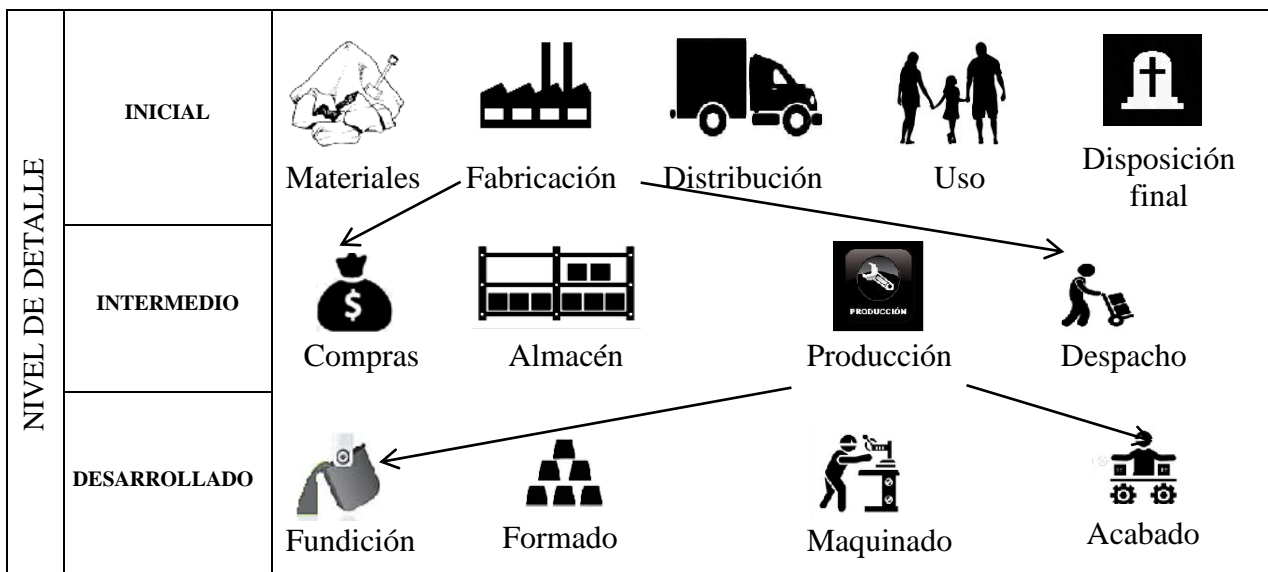 NIVEL DE DETALLE
INICIAL
Materiales
Fabricación
Distribución
Uso
Disposición
final
INTERMEDIO
$
PRODUCCIÓN
Compras
Almacén
Producción
Despacho
DESARROLLADO
Fundición
Formado
Maquinado
Acabado